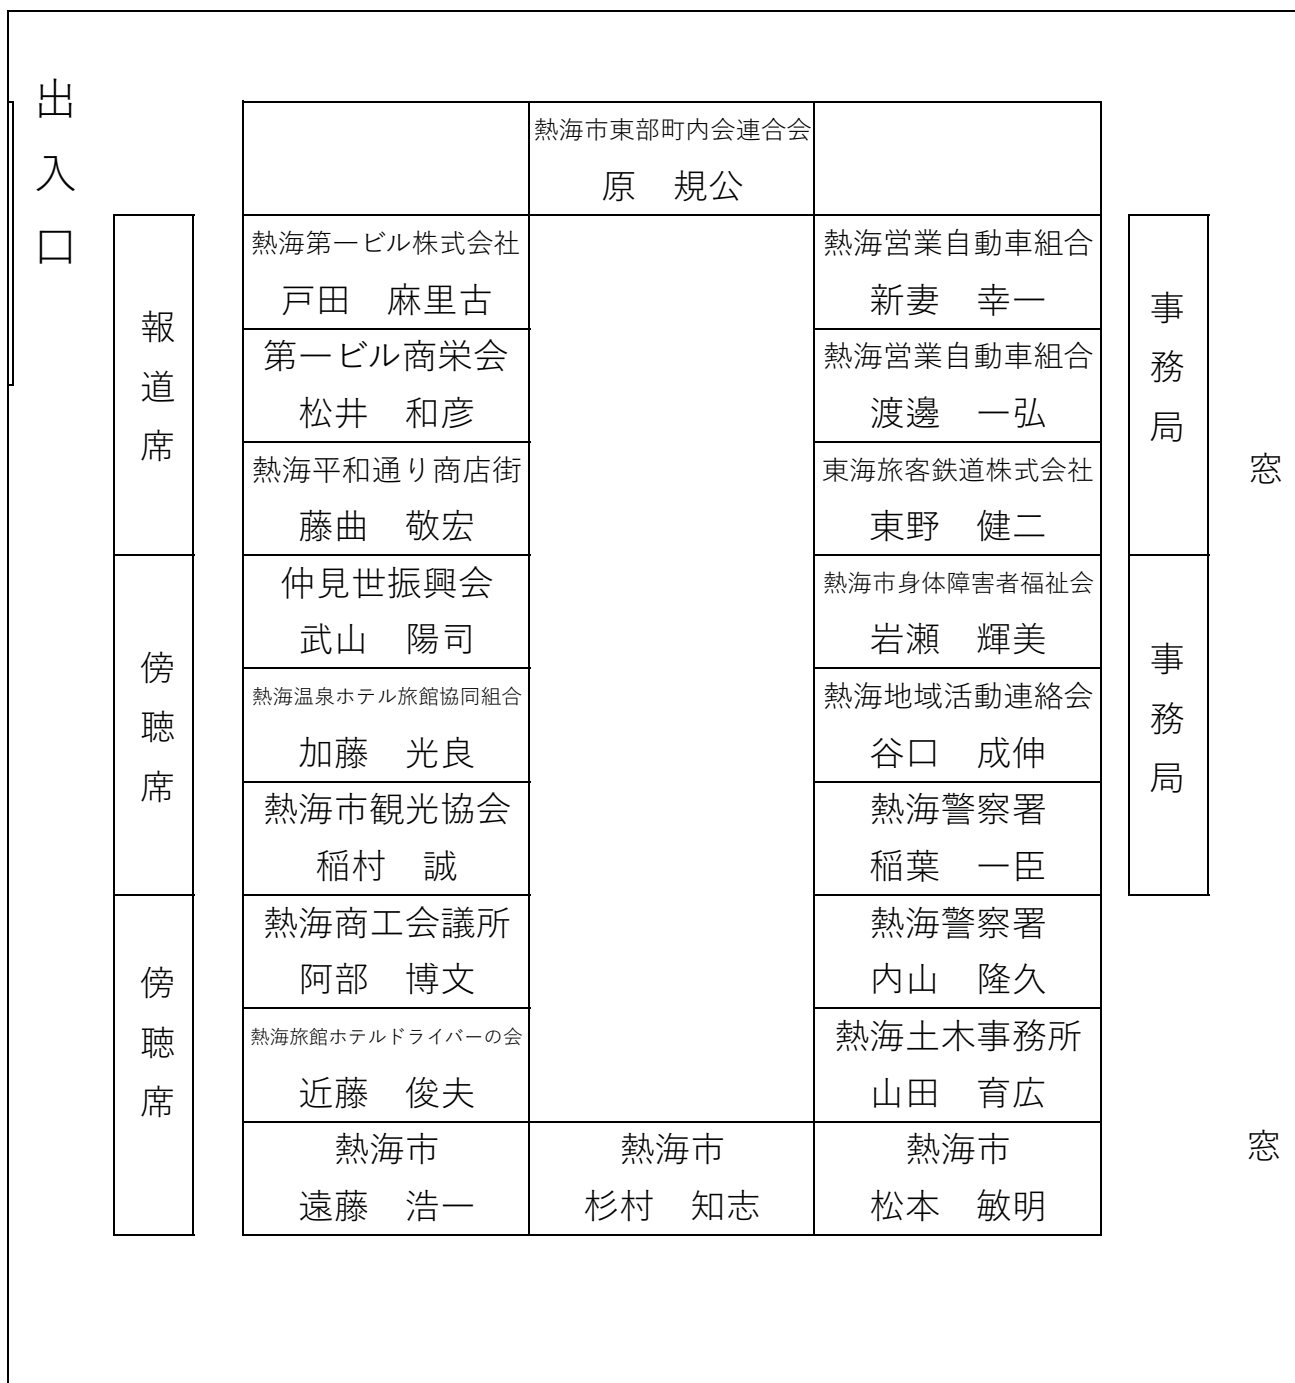 出入口
熱海市東部町内会連合会
原　規公
報道席
傍聴席
傍聴席
熱海第一ビル株式会社
戸田　麻里古
第一ビル商栄会
松井　和彦
熱海平和通り商店街
藤曲　敬宏
仲見世振興会
武山　陽司
熱海温泉ホテル旅館協同組合
加藤　光良
熱海市観光協会
稲村　誠
熱海商工会議所
阿部　博文
熱海旅館ホテルドライバーの会
近藤　俊夫
熱海市
遠藤　浩一
熱海市
杉村　知志
熱海市
松本　敏明
熱海営業自動車組合
新妻　幸一
熱海営業自動車組合
渡邊　一弘
東海旅客鉄道株式会社
東野　健二
熱海市身体障害者福祉会
岩瀬　輝美
熱海地域活動連絡会
谷口　成伸
熱海警察署
稲葉　一臣
熱海警察署
内山　隆久
熱海土木事務所
山田　育広
事務局
事務局
窓
窓